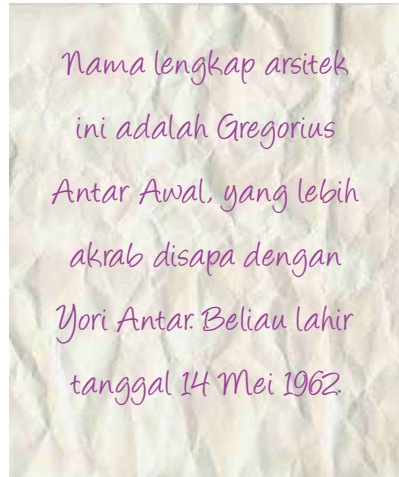 Nama lengkap arsitek
ini adalah Gregorius
Antar Awal, yang lebih
akrab disapa dengan
Yori Antar. Beliau lahir
tanggal 14 Mei 1962.